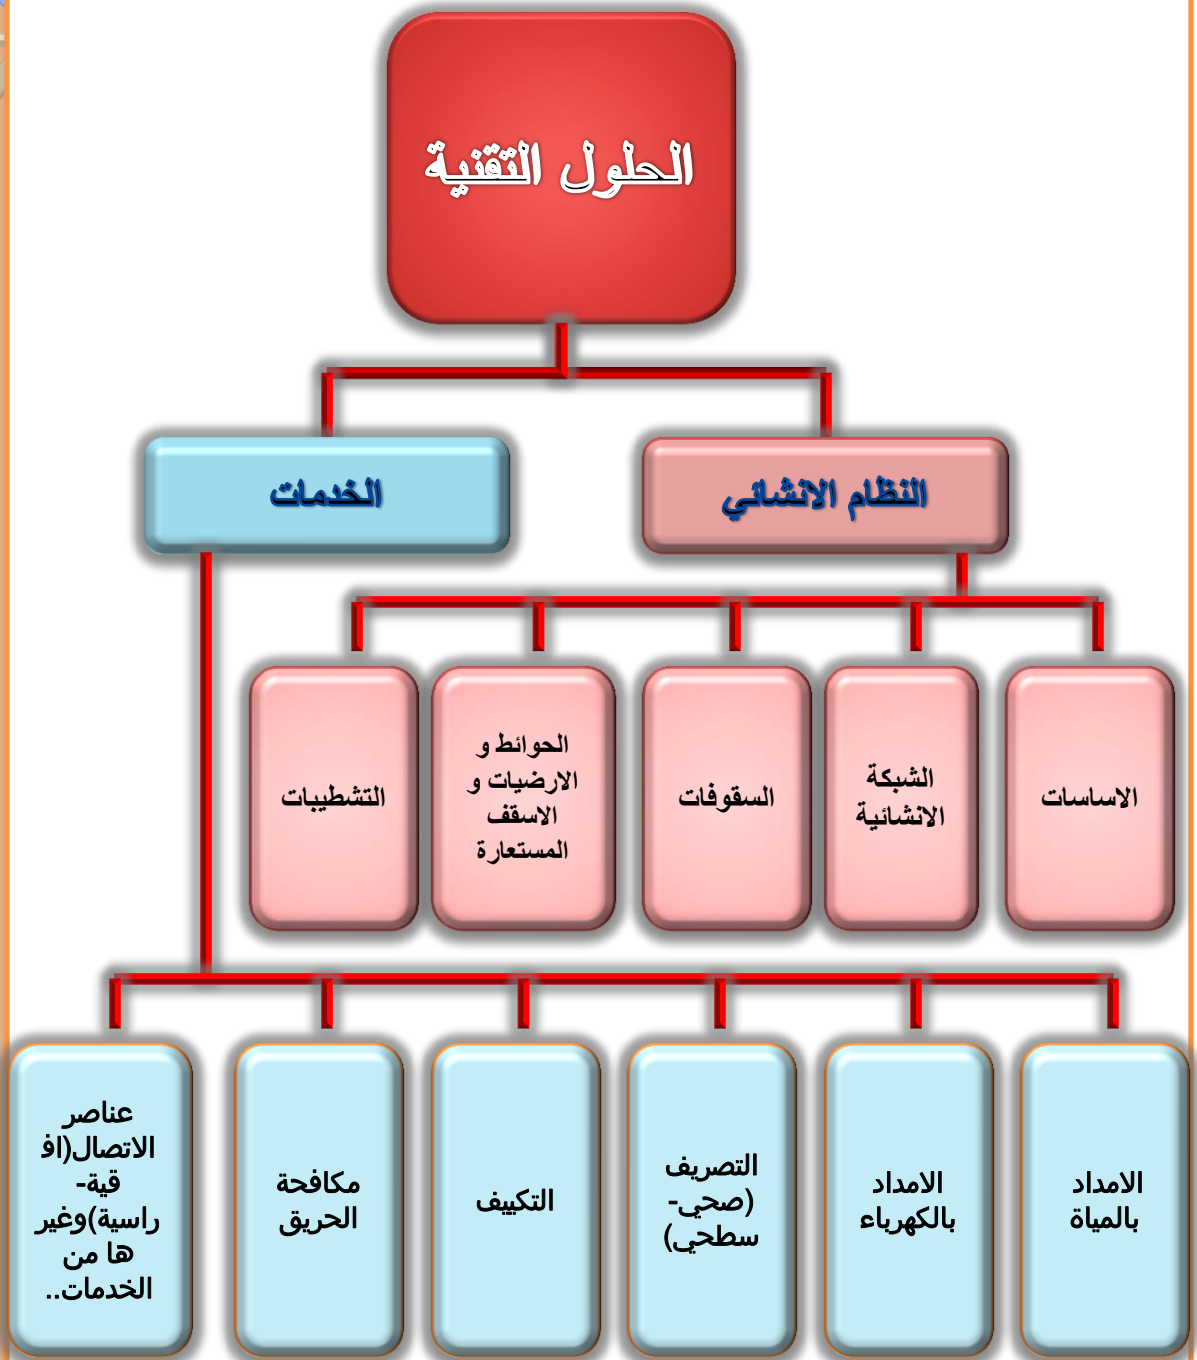 الحلول التقنية
النظام الانشائي
الخدمات
الاساسات
الشبكة
الانشائية
السقوفات
الحوائط و
الارضيات و
الاسقف
المستعارة
التشطيبات
الامداد
بالمياة
الامداد
بالكهرباء
التصريف
(صحي-
سطحي)
التكييف
مكافحة
الحريق
عناصر
الاتصال(اف
قية-
راسية)وغير
ها من
الخدمات..